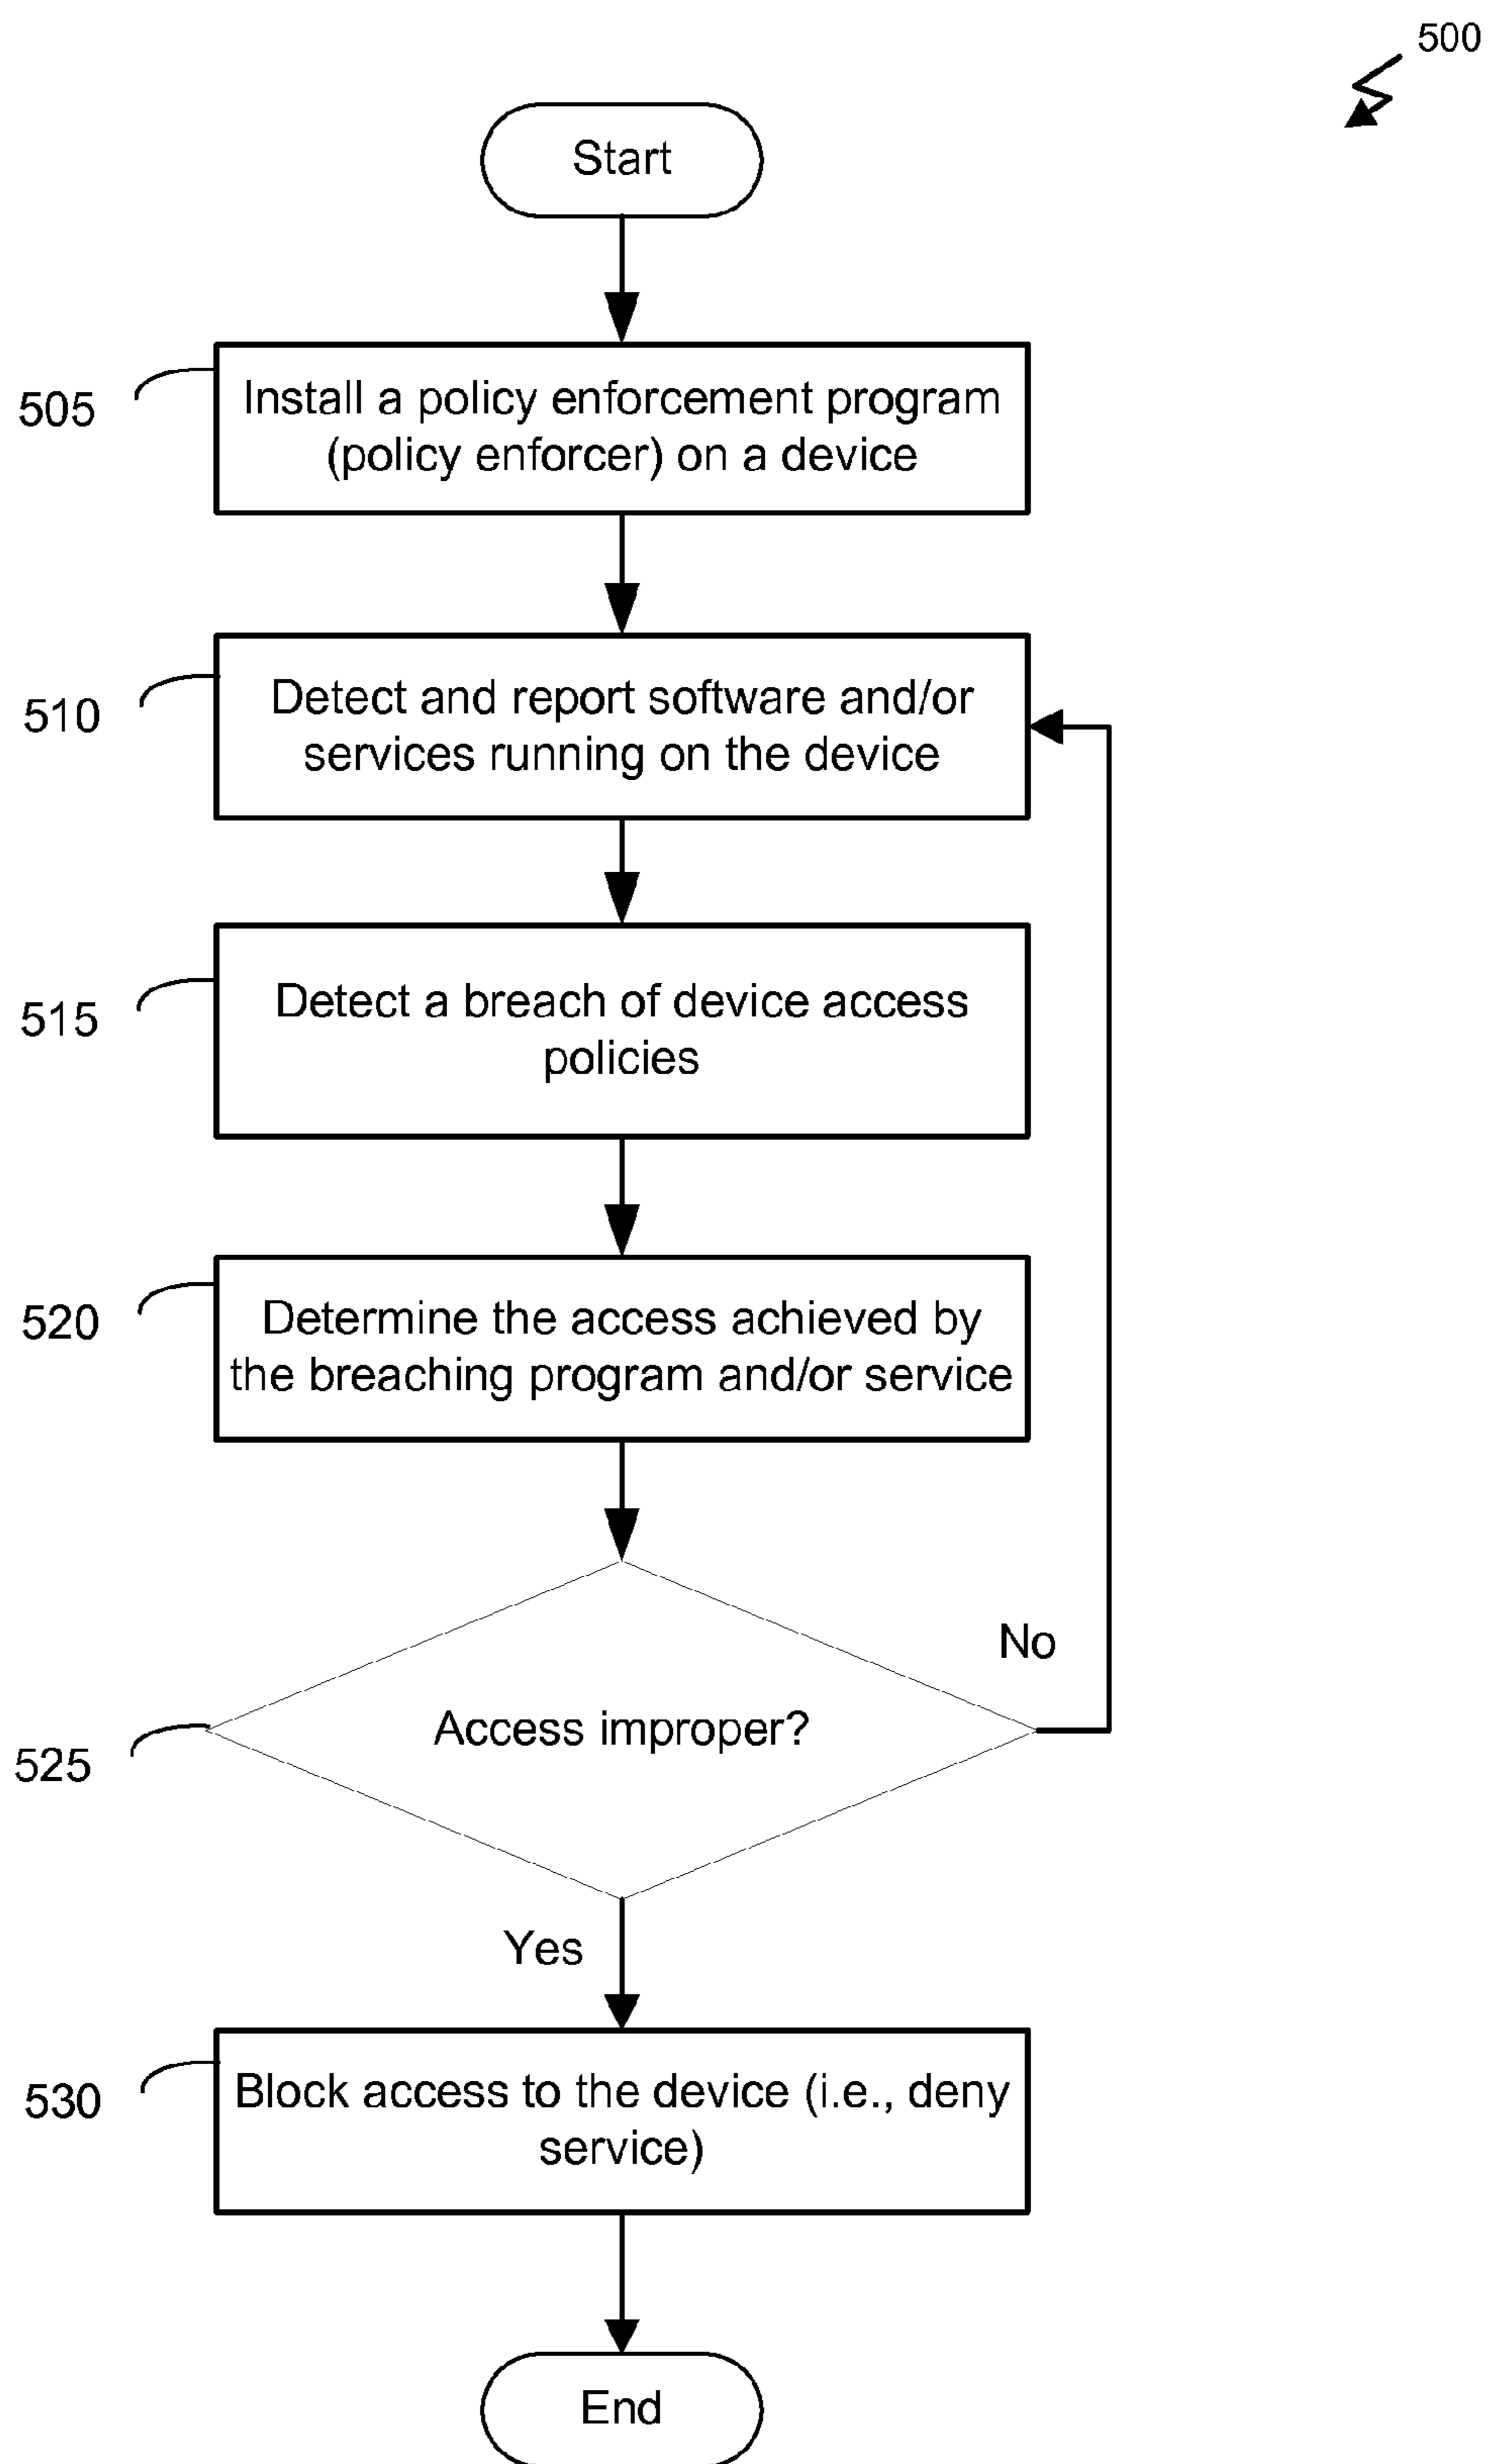 500
Start
505
Install a policy enforcement program
(policy enforcer) on a device
510
Detect and report software and/or
services running on the device
515
Detect a breach of device access
policies
520
Determine the access achieved by
the breaching program and/or service
No
525
Access improper?
Yes
530
Block access to the device (i.e., deny
service)
End